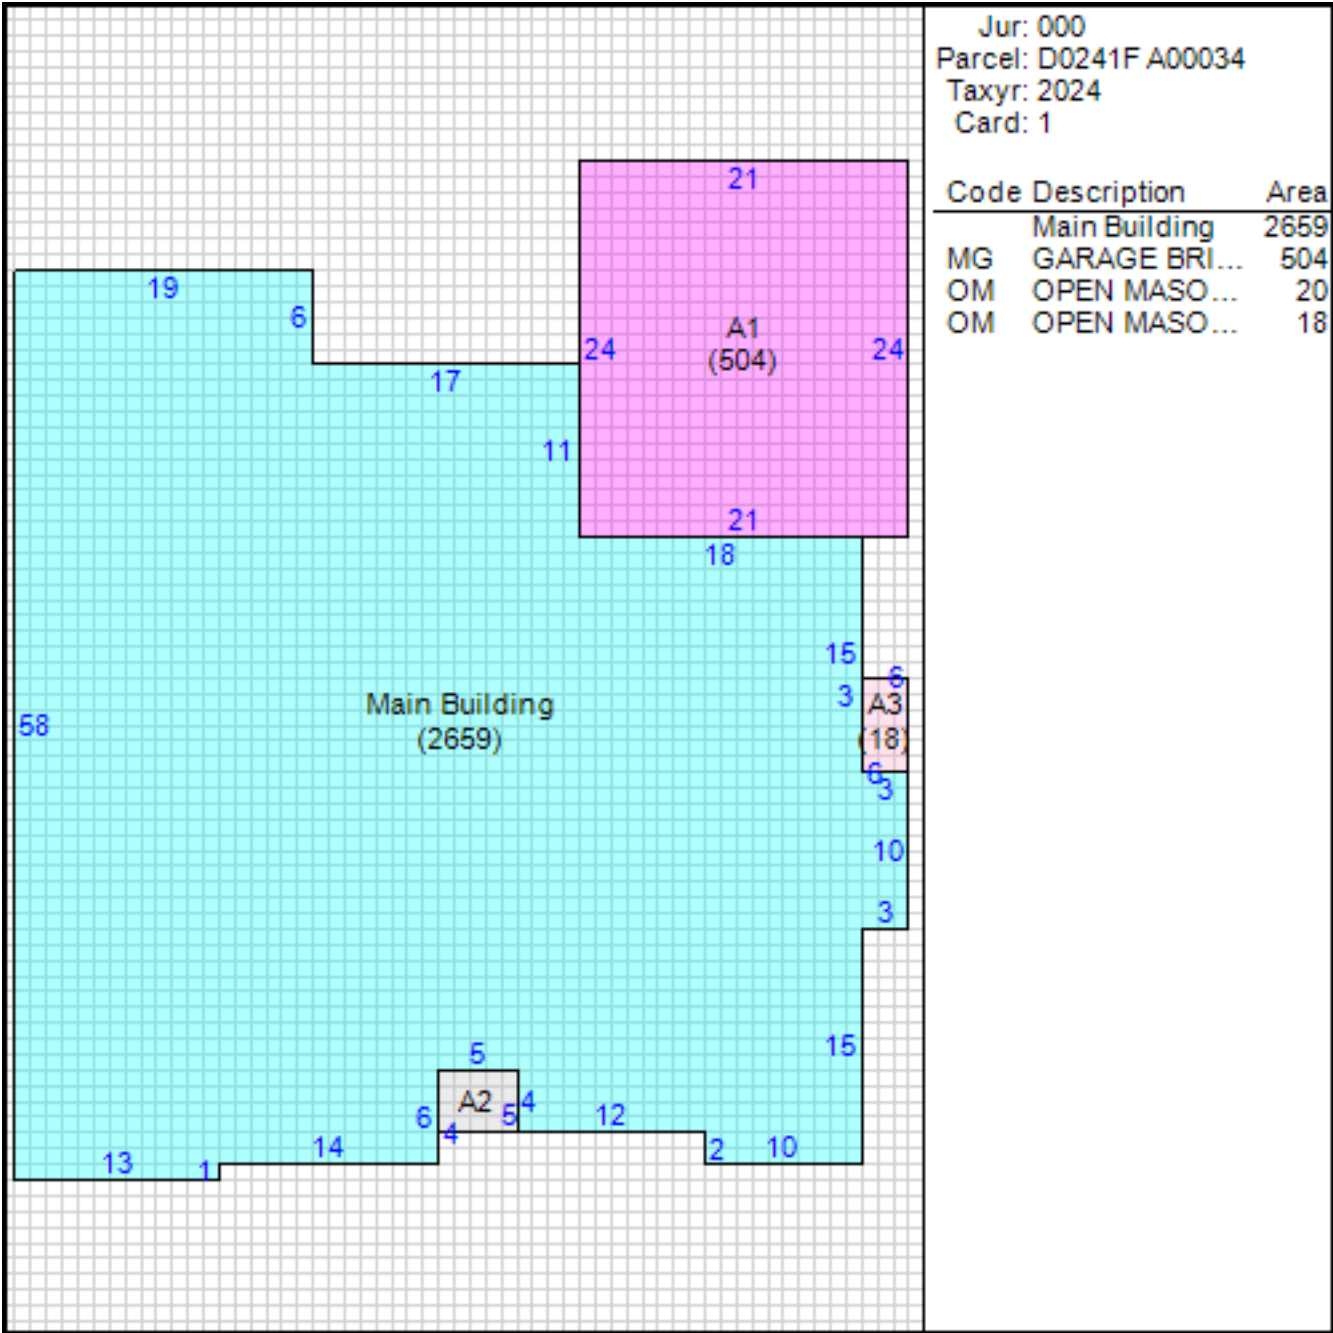 Jur: 000
Parcel: D0241F A00034
Taxyr: 2024
Card: 1
Code Description Area
Main Building 2659
MG GARAGE BRI... 504
OM OPEN MASO... 20
OM OPEN MASO... 18
21
19
6
A1
(504)
24
24
17
11
21
18
15
6
3
A3
(18)
Main Building
(2659)
58
6
3
10
3
15
5
A2
6
4
5
4
12
14
2
10
13
1